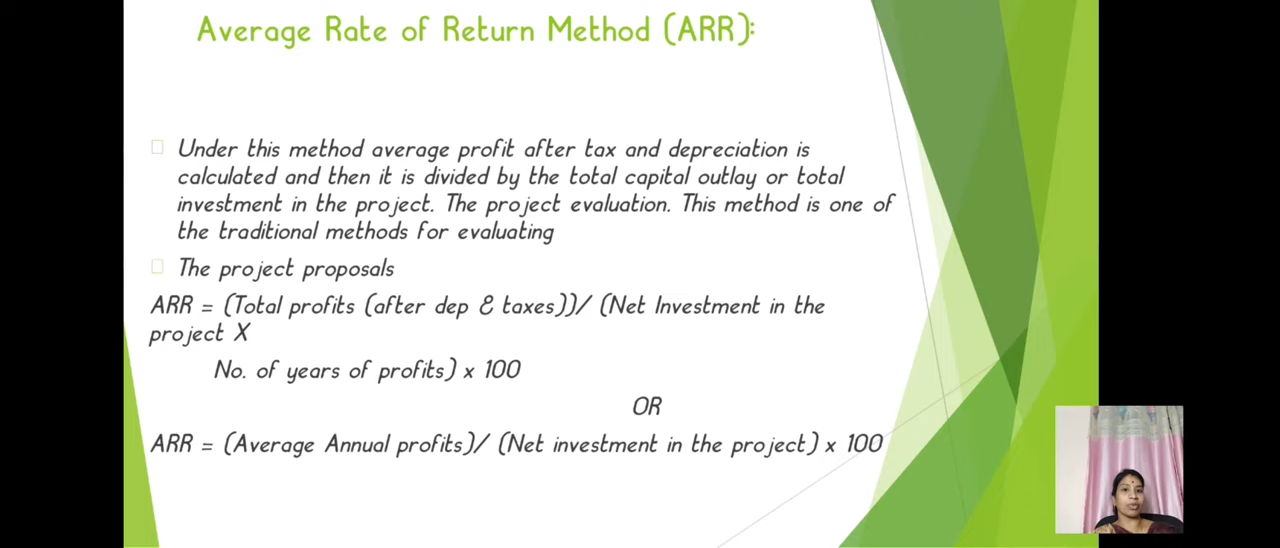 Average Rate of Return Method (ARR):
Under this method average profit after tax and depreciation is
calculated and then it is divided by the total capital outlay or total
investment in the project. The project evaluation. This method is one of
the traditional methods for evaluating
The project proposals
ARR = (Total profits (after dep & taxes))/ (Net Investment in the
project X
No. of years of profits) x 100
OR
ARR = (Average Annual profits)/ (Net investment in the project) x 100